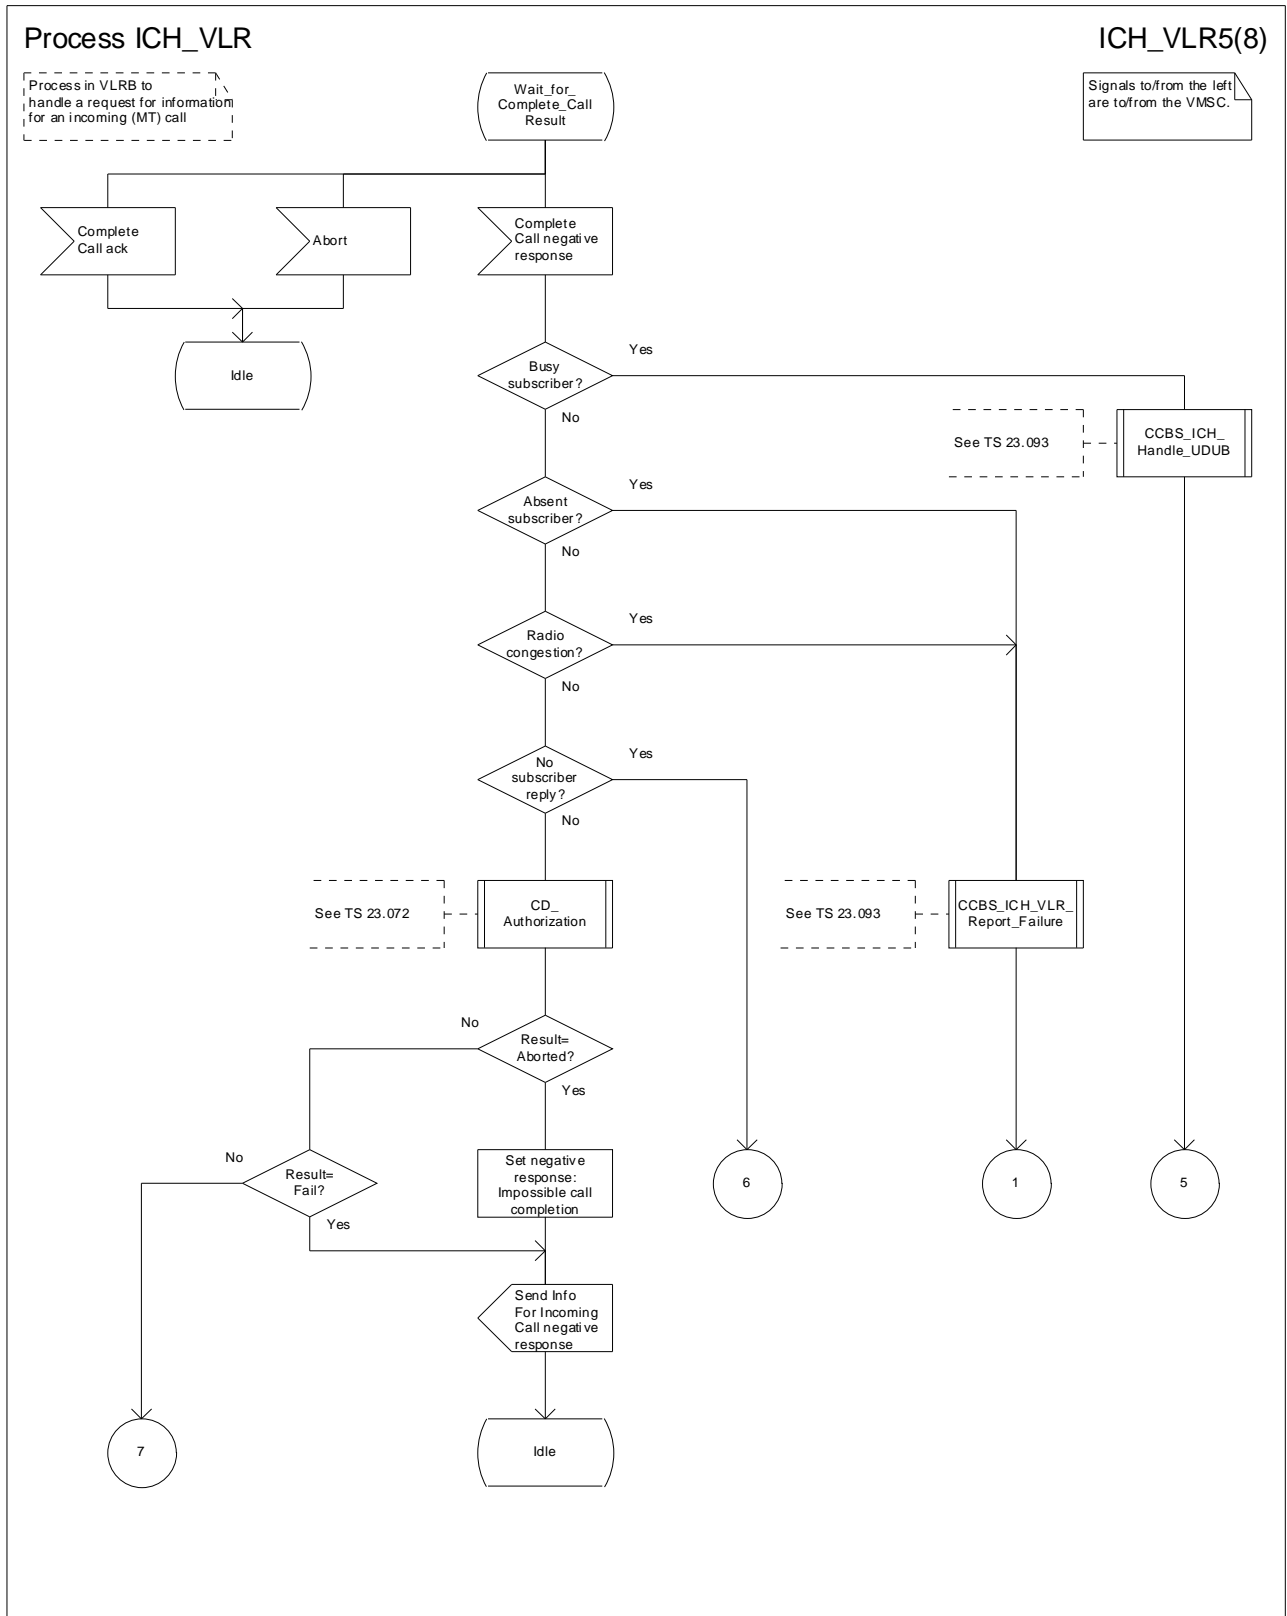 Process ICH_VLR
ICH_VLR5(8)
Process in VLRB to
handle a request for information
for an incoming (MT) call
Wait_for_
Complete_Call
Result
Signals to/from the left
are to/from the VMSC.
Complete
Call ack
Abort
Complete
Call negative
response
Idle
Busy
subscriber?
Yes
No
See TS 23.093
CCBS_ICH_
Handle_UDUB
Absent
subscriber?
Yes
No
Radio
congestion?
Yes
No
No
subscriber
reply?
Yes
No
See TS 23.072
CD_
Authorization
See TS 23.093
CCBS_ICH_VLR_
Report_Failure
No
Result=
Aborted?
Yes
No
Result=
Fail?
Yes
Set negative
response:
Impossible call
completion
6
1
5
Send Info
For Incoming
Call negative
response
7
Idle